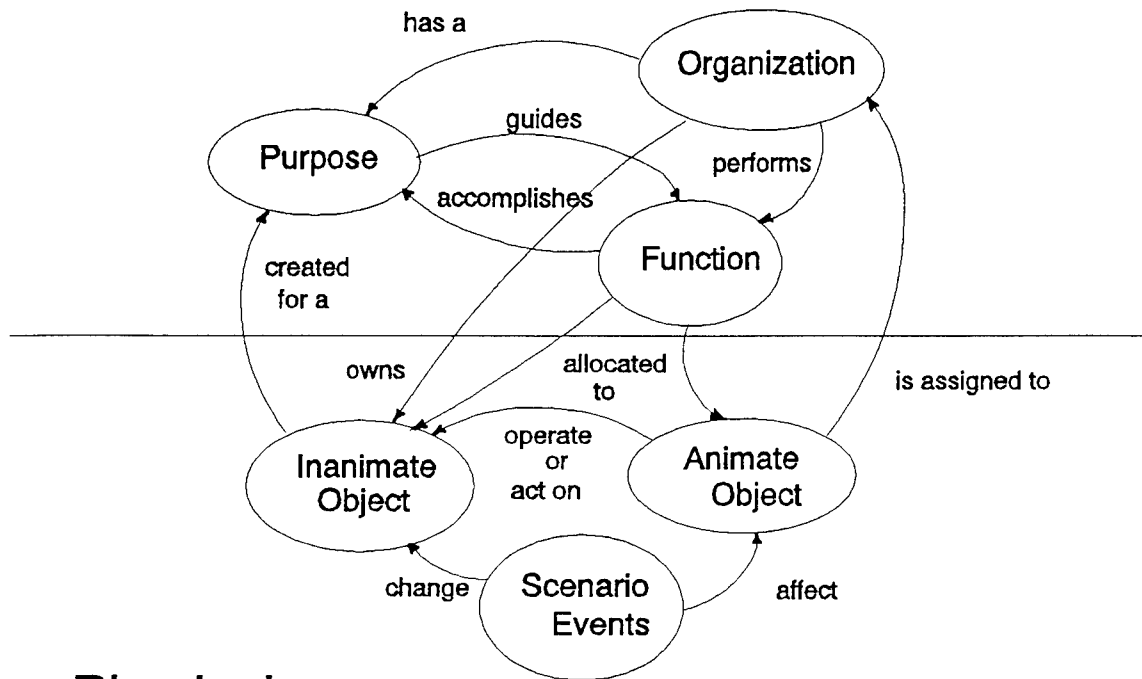 has a
Organization
guides
Purpose
performs
accomplishes
Function
created
for a
owns
allocated
to
is assigned to
operate
or
act on
Inanimate
Object
Animate
Object
change
Scenario
Events
affect